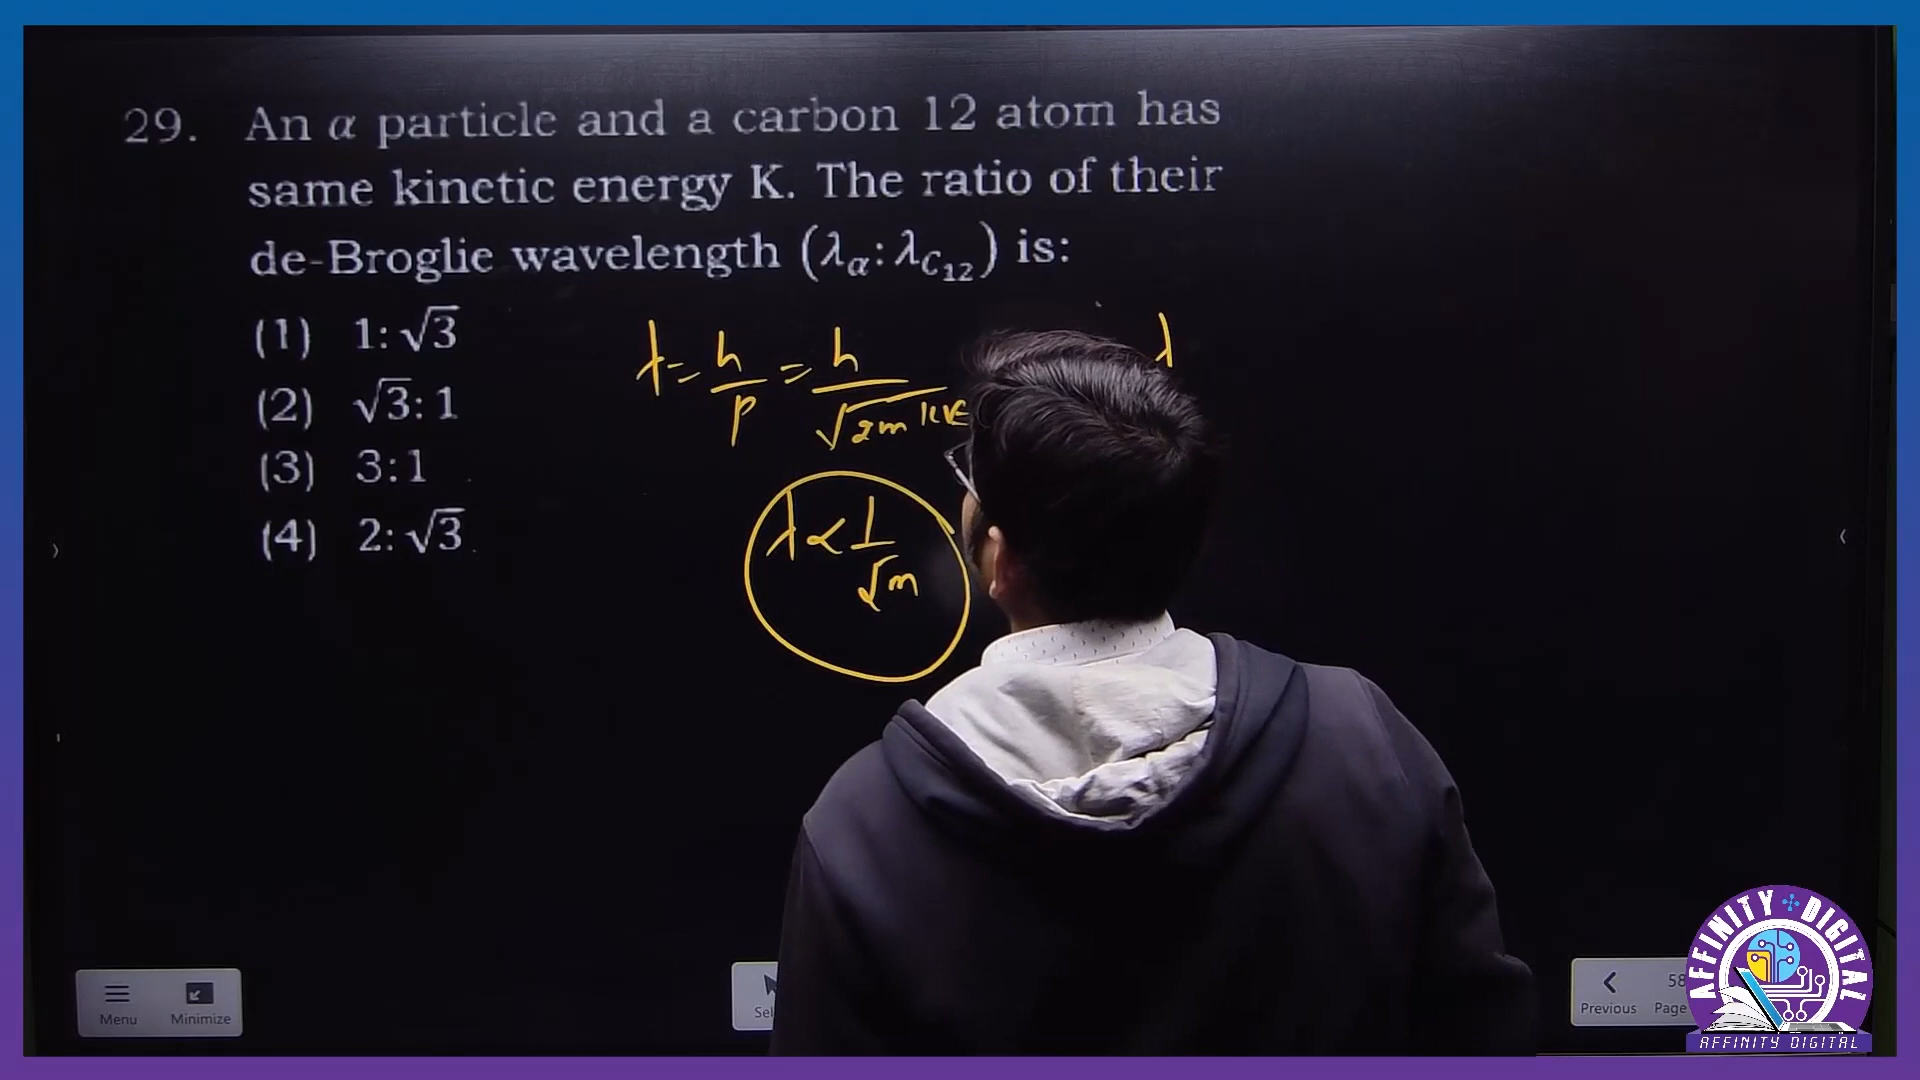 29. An α particle and a carbon 12 atom has
same kinetic energy K. The ratio of their
de-Broglie wavelength (λα : λC12) is:
(1) 1:√3
(2) √3:1
(3) 3:1
(4) 2:√3
λ = h/p = h/√2m KE
λ
λ ∝ 1/√m
Menu
Minimize
Previous
58
Page
AFFINITY DIGITAL
AFFINITY DIGITAL